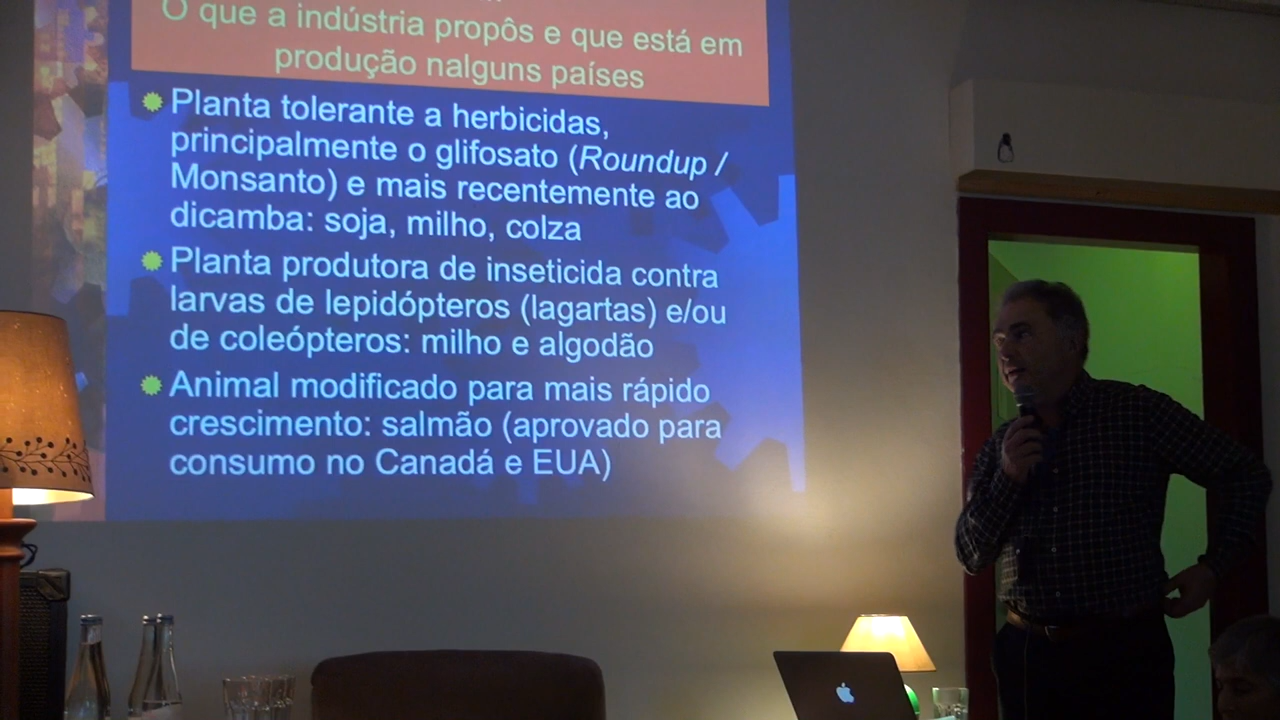 O que a indústria propôs e que está em
produção nalguns países
Planta tolerante a herbicidas,
principalmente o glifosato (Roundup /
Monsanto) e mais recentemente ao
dicamba: soja, milho, colza
Planta produtora de inseticida contra
larvas de lepidópteros (lagartas) e/ou
de coleópteros: milho e algodão
Animal modificado para mais rápido
crescimento: salmão (aprovado para
consumo no Canadá e EUA)